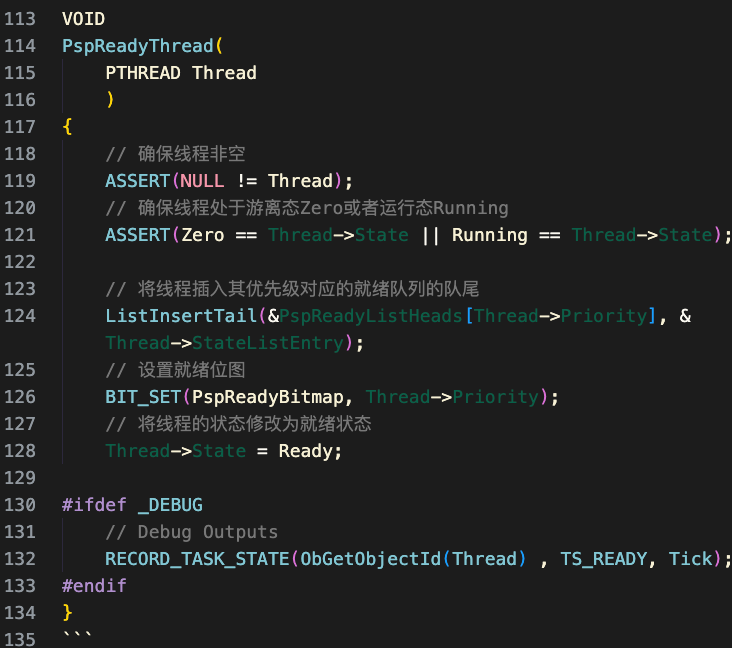 113 VOID
114 PspReadyThread(
115     PTHREAD Thread
116     )
117 {
118     // 确保线程非空
119     ASSERT(NULL != Thread);
120     // 确保线程处于游离态Zero或者运行态Running
121     ASSERT(Zero == Thread->State || Running == Thread->State);
122
123     // 将线程插入其优先级对应的就绪队列的队尾
124     ListInsertTail(&PspReadyListHeads[Thread->Priority], &
    Thread->StateListEntry);
125     // 设置就绪位图
126     BIT_SET(PspReadyBitmap, Thread->Priority);
127     // 将线程的状态修改为就绪状态
128     Thread->State = Ready;
129
130 #ifdef _DEBUG
131     // Debug Outputs
132     RECORD_TASK_STATE(ObGetObjectId(Thread) , TS_READY, Tick);
133 #endif
134 }
135 ```